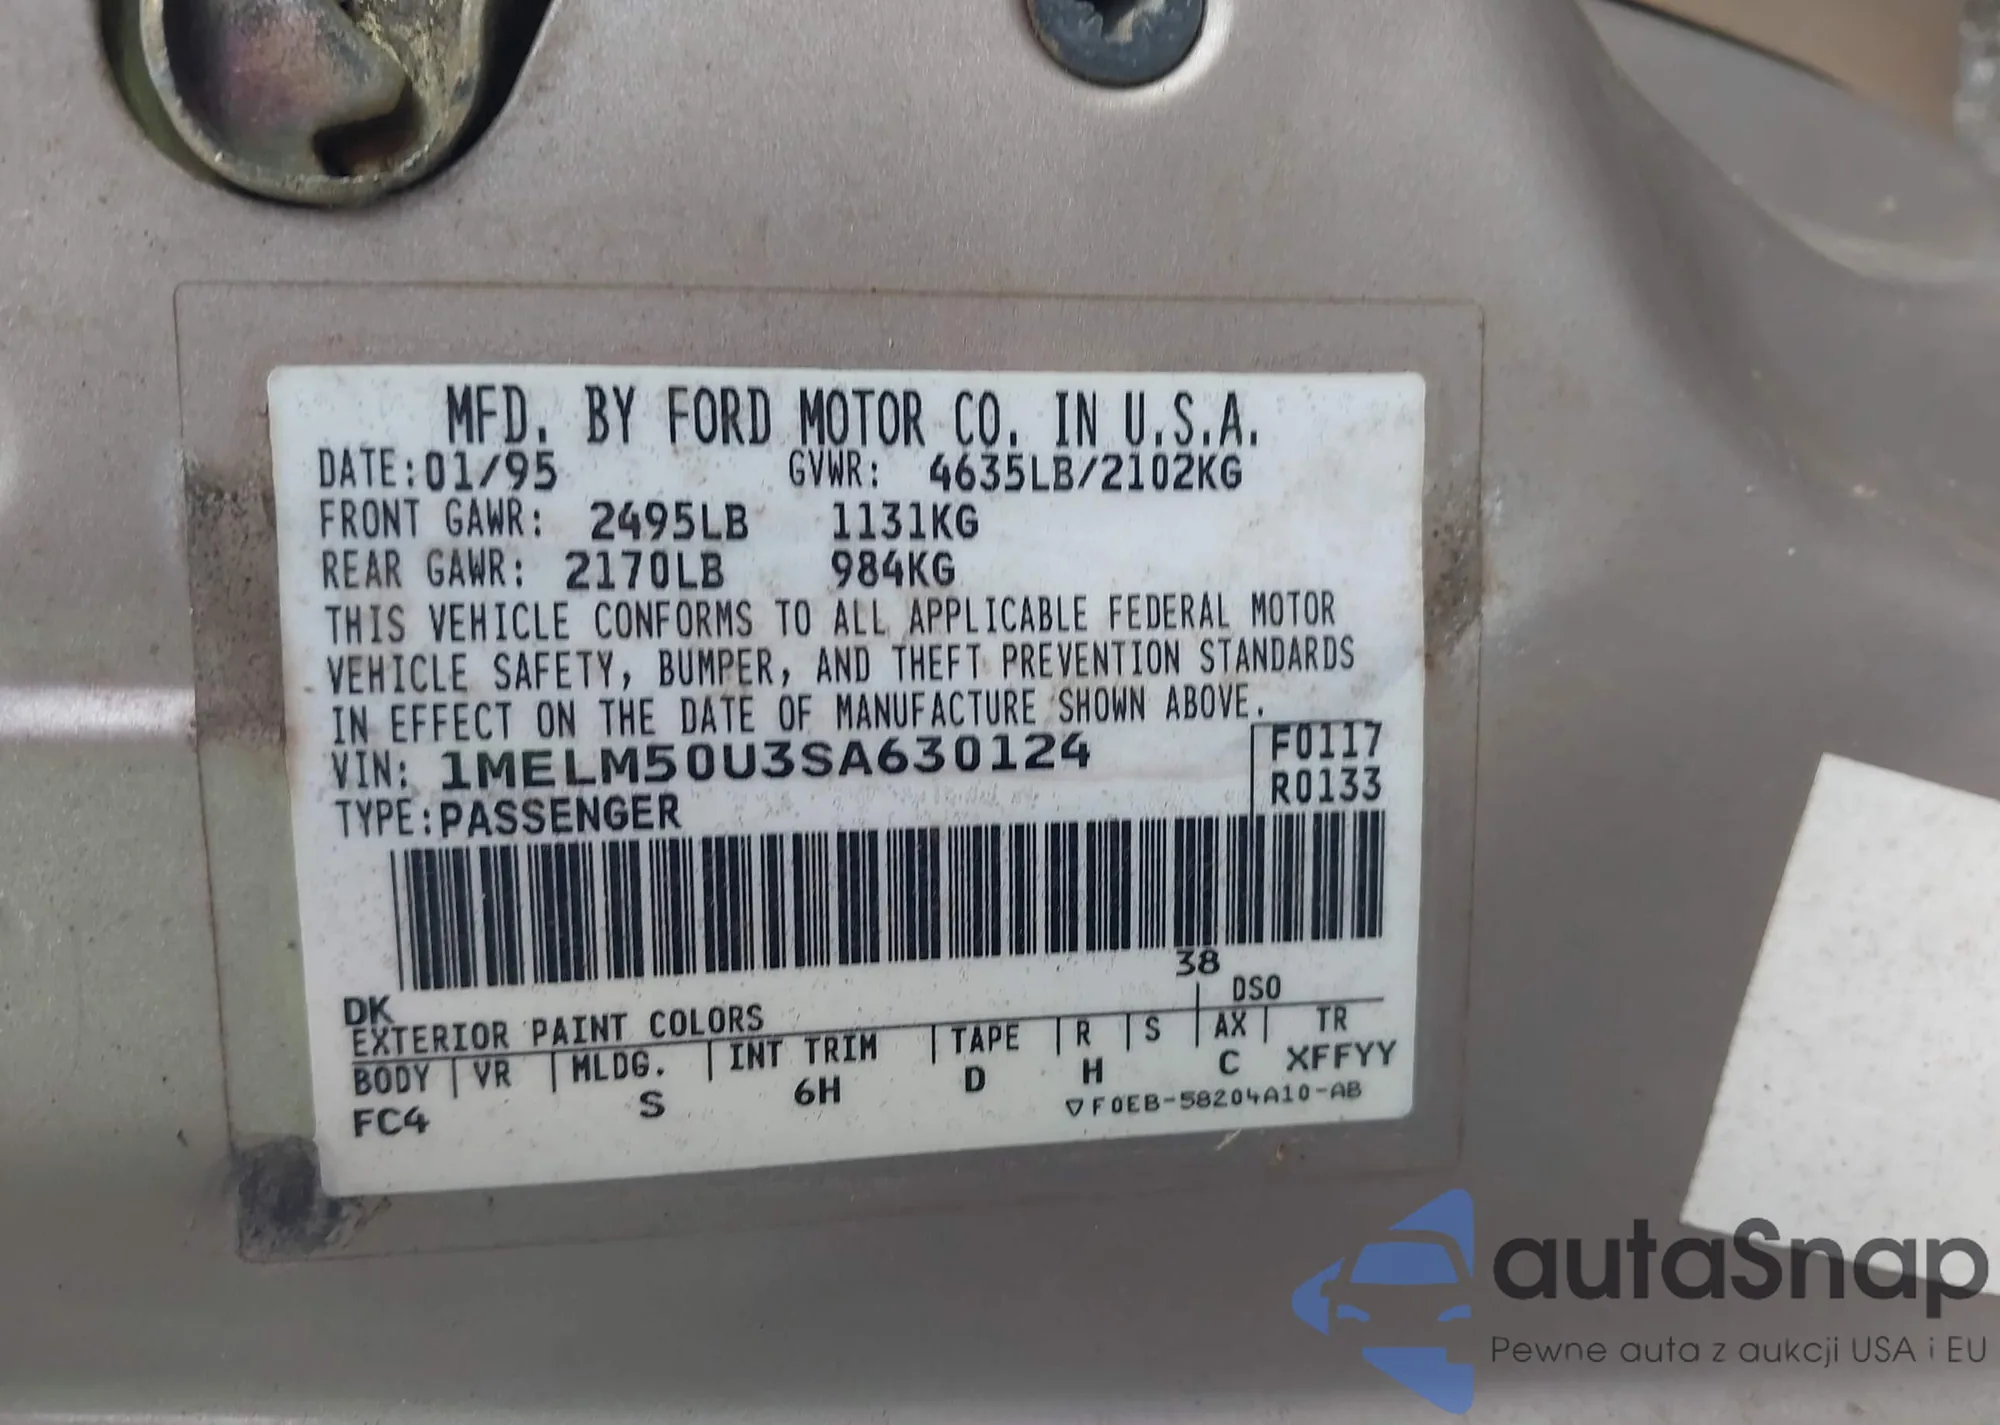 MFD. BY FORD MOTOR CO. IN U.S.A.
DATE: 01/95 GVWR: 4635LB/2102KG
FRONT GAWR: 2495LB 1131KG
REAR GAWR: 2170LB 984KG
THIS VEHICLE CONFORMS TO ALL APPLICABLE FEDERAL MOTOR
VEHICLE SAFETY, BUMPER, AND THEFT PREVENTION STANDARDS
IN EFFECT ON THE DATE OF MANUFACTURE SHOWN ABOVE.
VIN: 1MELM50U3SA630124 F0117
TYPE: PASSENGER R0133
38
DK DSO
EXTERIOR PAINT COLORS
BODY | VR | MLDG. | INT TRIM | TAPE | R | S | AX | TR
FC4 S 6H D H C XFFYY
▽F0EB-58204A10-AB
autaSnap
Pewne auta z aukcji USA i EU